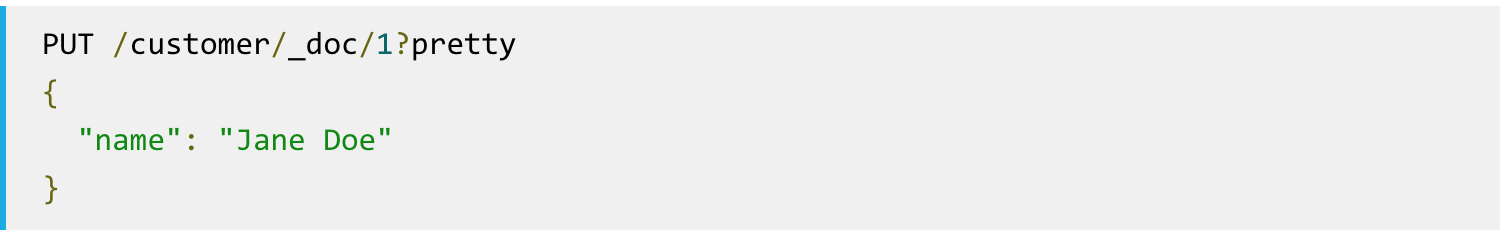 PUT /customer/_doc/1?pretty
{
  "name": "Jane Doe"
}